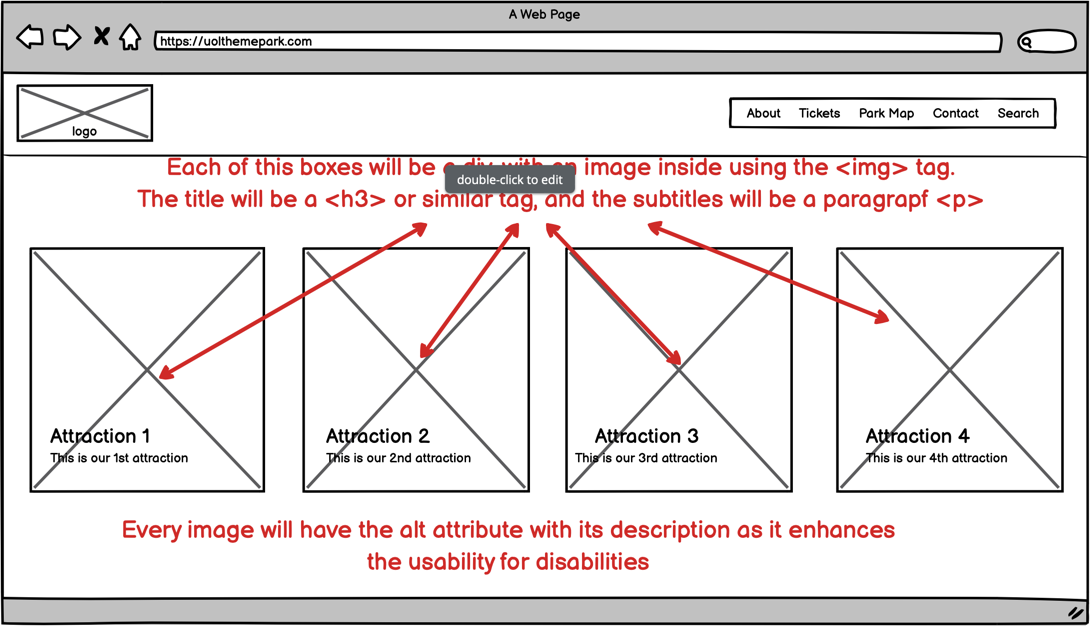 A Web Page
https://uolthemepark.com
logo
About Tickets Park Map Contact Search
Each of this boxes will be a div with an image inside using the <img> tag.
double-click to edit
The title will be a <h3> or similar tag, and the subtitles will be a paragrapf <p>
Attraction 1
This is our 1st attraction
Attraction 2
This is our 2nd attraction
Attraction 3
This is our 3rd attraction
Attraction 4
This is our 4th attraction
Every image will have the alt attribute with its description as it enhances
the usability for disabilities